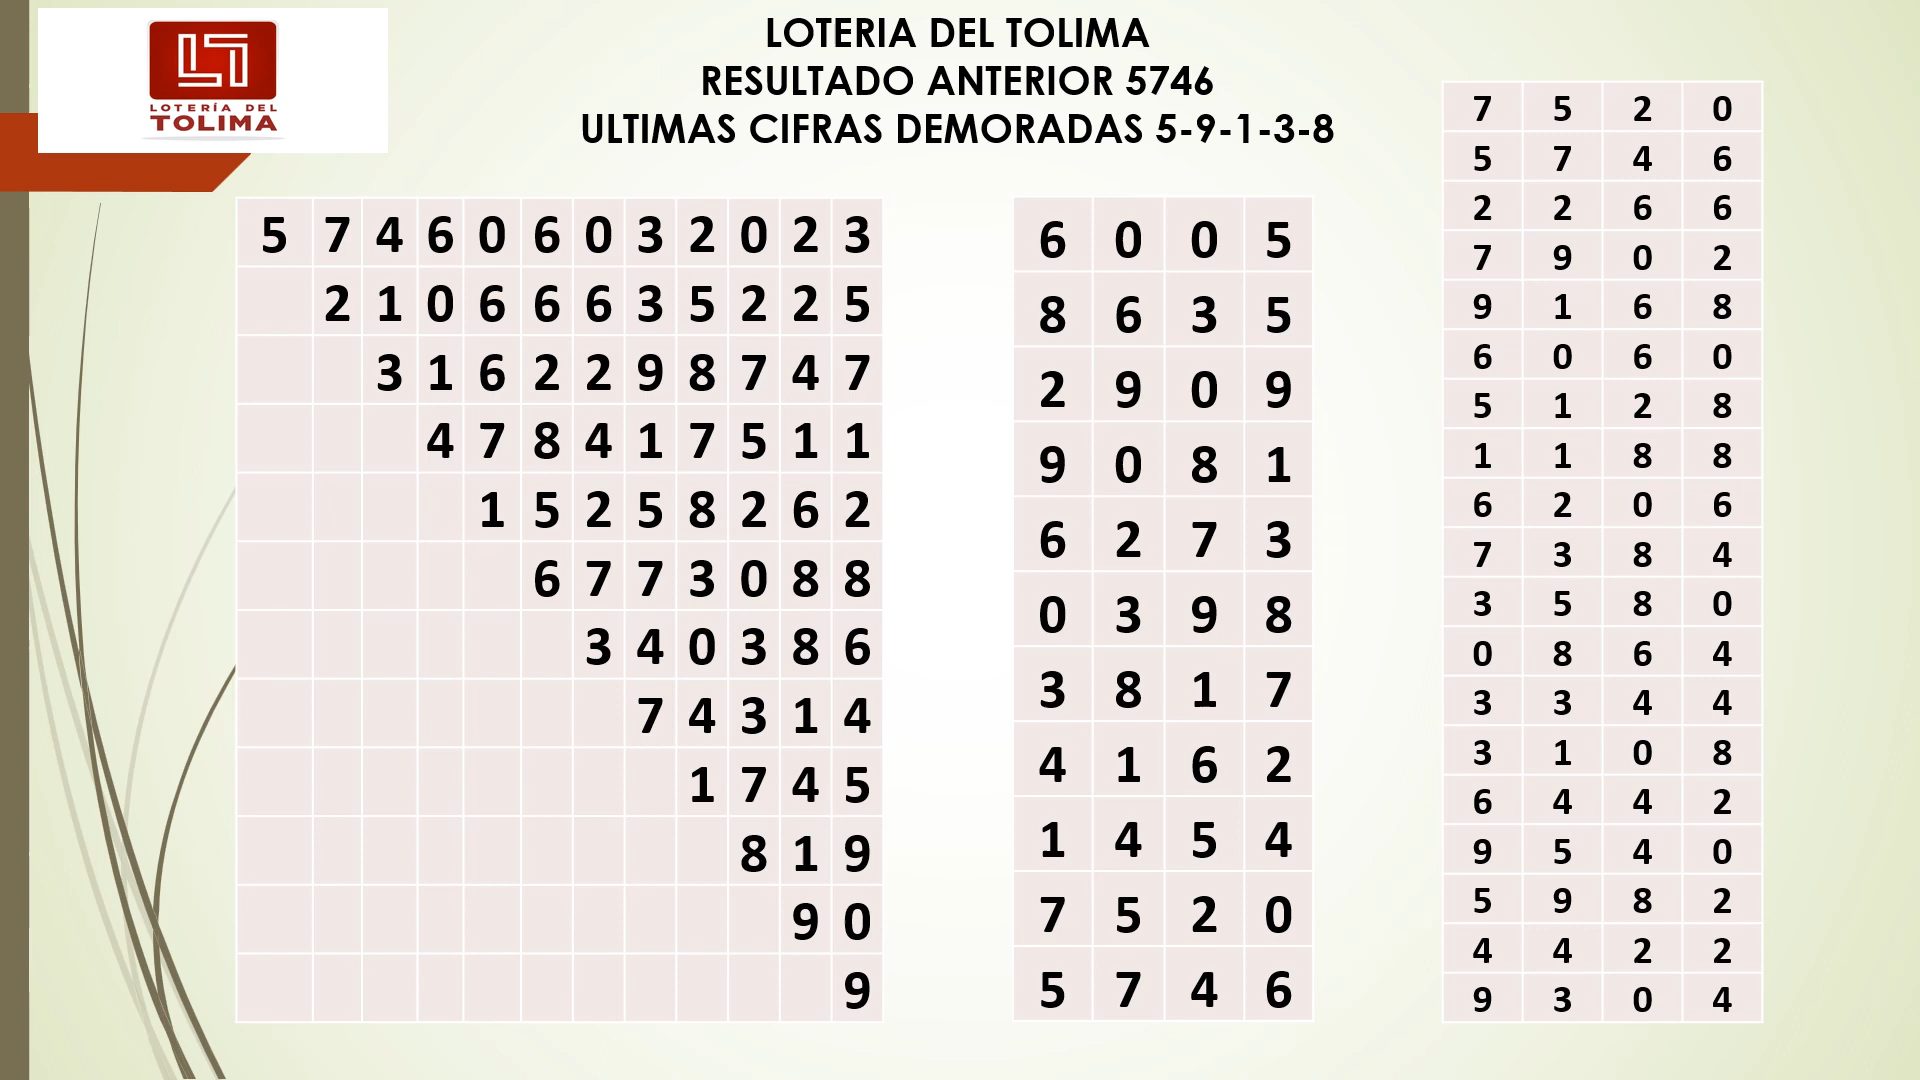 LOTERÍA DEL
TOLIMA
LOTERIA DEL TOLIMA
RESULTADO ANTERIOR 5746
ULTIMAS CIFRAS DEMORADAS 5-9-1-3-8
5 7 4 6 0 6 0 3 2 0 2 3
2 1 0 6 6 6 3 5 2 2 5
3 1 6 2 2 9 8 7 4 7
4 7 8 4 1 7 5 1 1
1 5 2 5 8 2 6 2
6 7 7 3 0 8 8
3 4 0 3 8 6
7 4 3 1 4
1 7 4 5
8 1 9
9 0
9
6 0 0 5
8 6 3 5
2 9 0 9
9 0 8 1
6 2 7 3
0 3 9 8
3 8 1 7
4 1 6 2
1 4 5 4
7 5 2 0
5 7 4 6
7 5 2 0
5 7 4 6
2 2 6 6
7 9 0 2
9 1 6 8
6 0 6 0
5 1 2 8
1 1 8 8
6 2 0 6
7 3 8 4
3 5 8 0
0 8 6 4
3 3 4 4
3 1 0 8
6 4 4 2
9 5 4 0
5 9 8 2
4 4 2 2
9 3 0 4